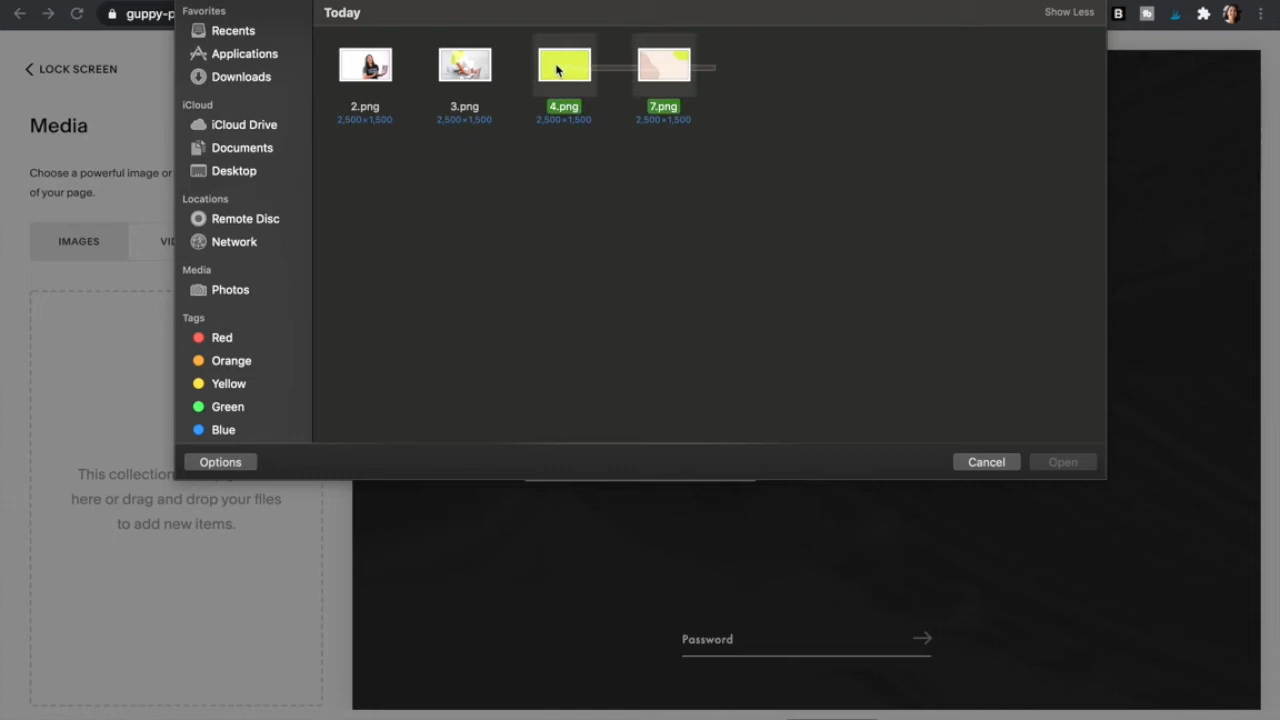 guppy-p
LOCK SCREEN
Media
Choose a powerful image or
of your page.
IMAGES
VID
This collection
here or drag and drop your files
to add new items.
Favorites
Recents
Applications
Downloads
iCloud
iCloud Drive
Documents
Desktop
Locations
Remote Disc
Network
Media
Photos
Tags
Red
Orange
Yellow
Green
Blue
Today
Show Less
2.png
2,500×1,500
3.png
2,500×1,500
4.png
2,500×1,500
7.png
2,500×1,500
Options
Cancel
Open
Password
B